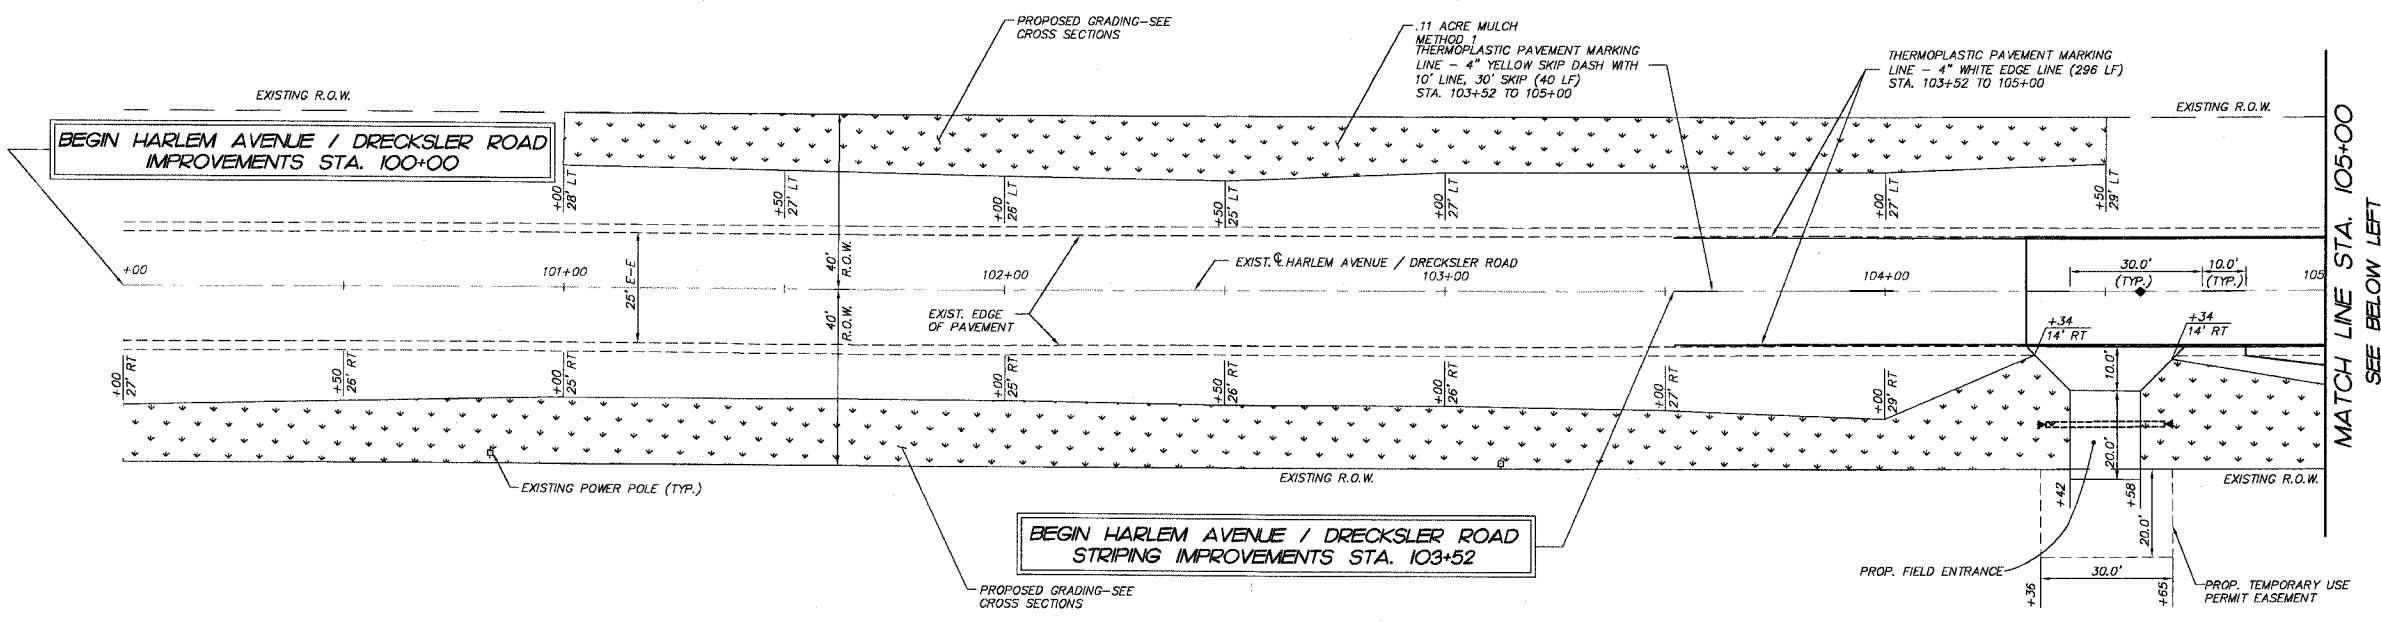 PROPOSED GRADING-SEE
CROSS SECTIONS
.11 ACRE MULCH
METHOD 1
THERMOPLASTIC PAVEMENT MARKING
LINE - 4" YELLOW SKIP DASH WITH
10' LINE, 30' SKIP (40 LF)
STA. 103+52 TO 105+00
THERMOPLASTIC PAVEMENT MARKING
LINE - 4" WHITE EDGE LINE (296 LF)
STA. 103+52 TO 105+00
EXISTING R.O.W.
EXISTING R.O.W.
BEGIN HARLEM AVENUE / DRECKSLER ROAD
IMPROVEMENTS STA. 100+00
+00
28' LT
+50
27' LT
+00
26' LT
+50
25' LT
+00
27' LT
+00
27' LT
+50
29' LT
MATCH LINE STA. 105+00
SEE BELOW LEFT
+00
101+00
25' E-E
40'
R.O.W.
40'
R.O.W.
102+00
EXIST. ℄ HARLEM AVENUE / DRECKSLER ROAD
103+00
104+00
30.0'
(TYP.)
10.0'
(TYP.)
105
EXIST. EDGE
OF PAVEMENT
+34
14' RT
+34
14' RT
+00
27' RT
+50
26' RT
+00
25' RT
+00
25' RT
+50
26' RT
+00
26' RT
+00
27' RT
+00
29' RT
10.0'
20.0'
EXISTING POWER POLE (TYP.)
EXISTING R.O.W.
EXISTING R.O.W.
+42
+58
20.0'
BEGIN HARLEM AVENUE / DRECKSLER ROAD
STRIPING IMPROVEMENTS STA. 103+52
PROP. FIELD ENTRANCE
30.0'
+36
+65
PROP. TEMPORARY USE
PERMIT EASEMENT
PROPOSED GRADING-SEE
CROSS SECTIONS